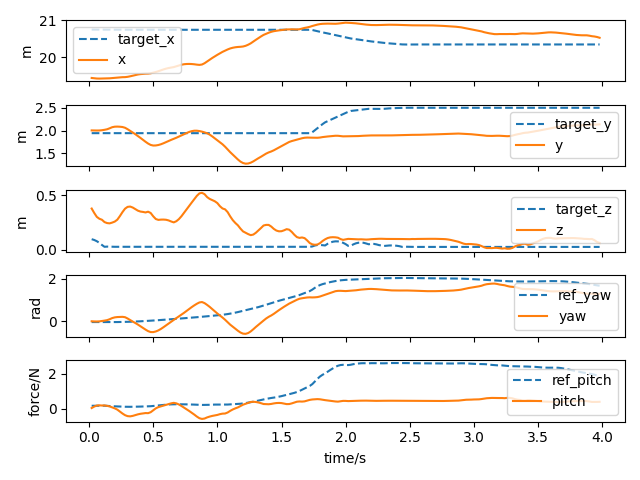 21
20
m
target_x
x
2.5
2.0
1.5
m
target_y
y
0.5
0.0
m
target_z
z
2
0
rad
ref_yaw
yaw
2
0
force/N
ref_pitch
pitch
0.0 0.5 1.0 1.5 2.0 2.5 3.0 3.5 4.0
time/s